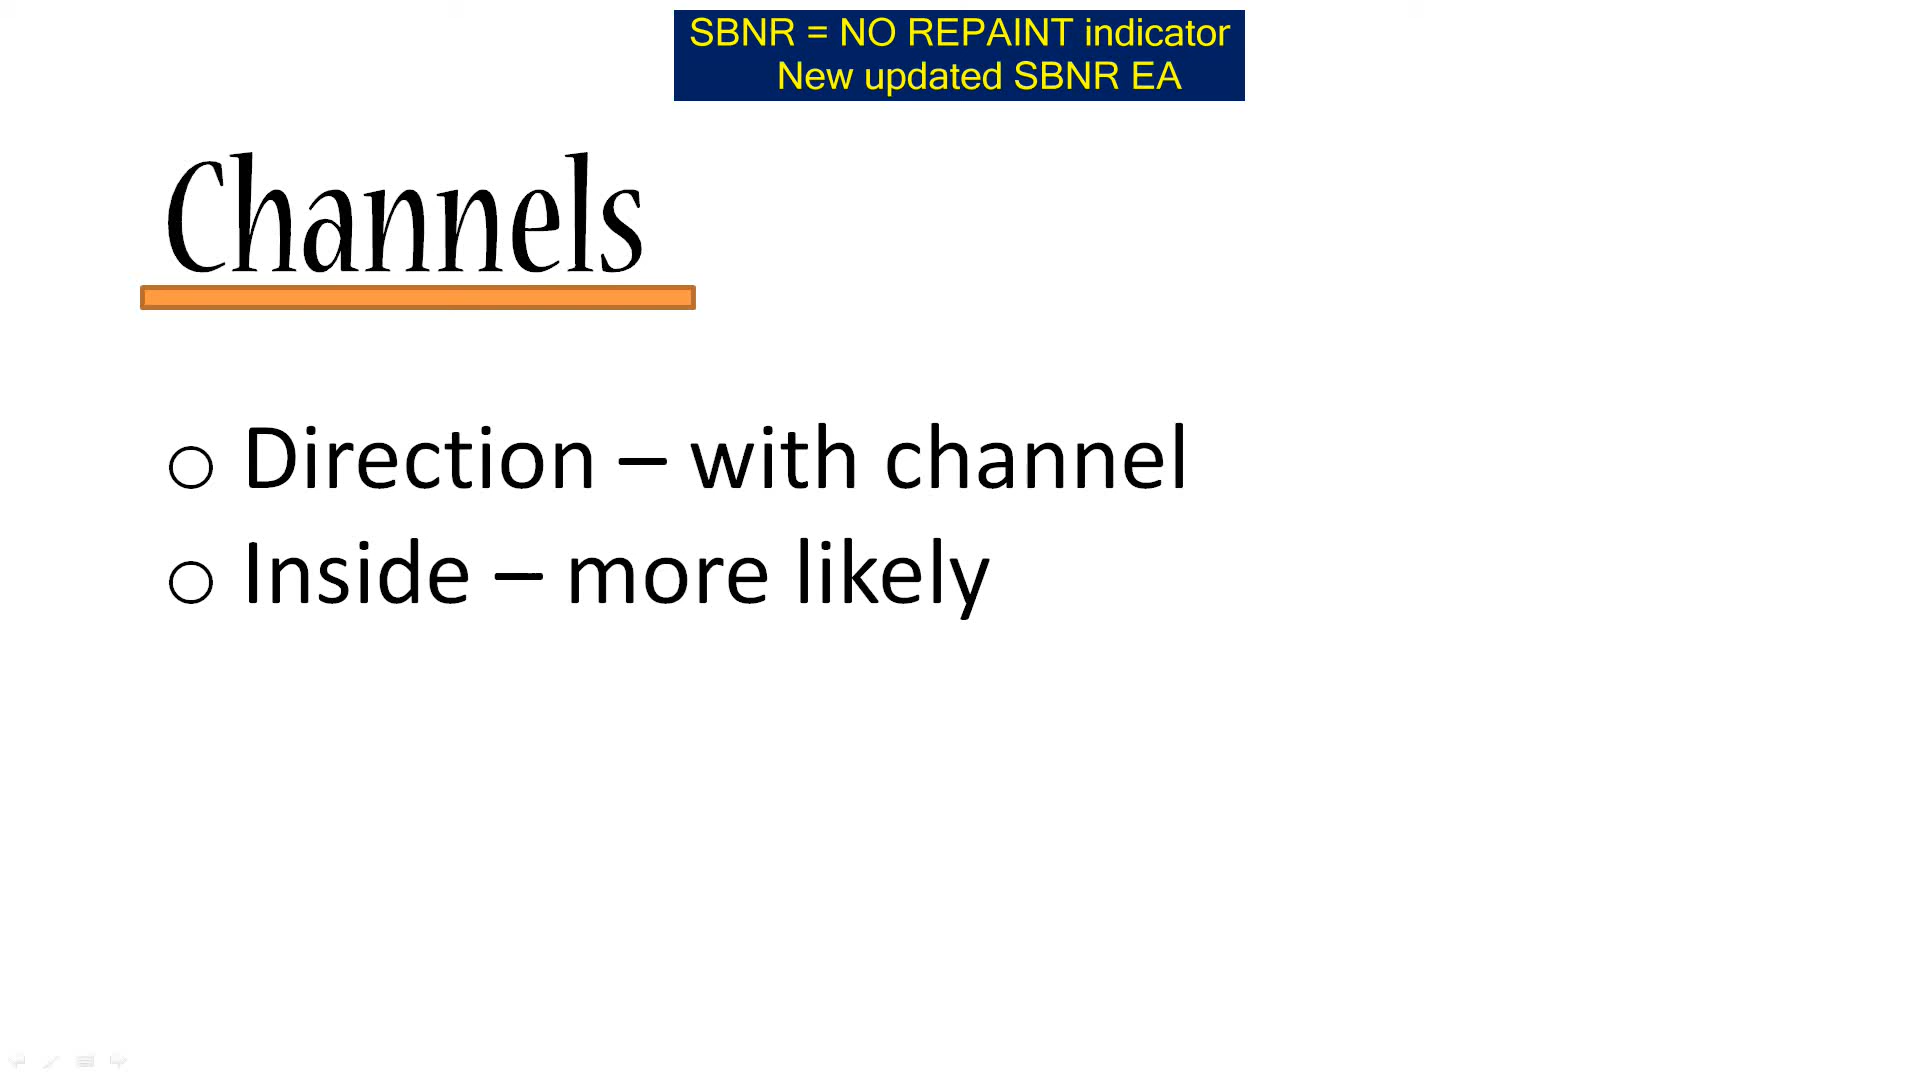 SBNR = NO REPAINT indicator
New updated SBNR EA
Channels
o Direction – with channel
o Inside – more likely